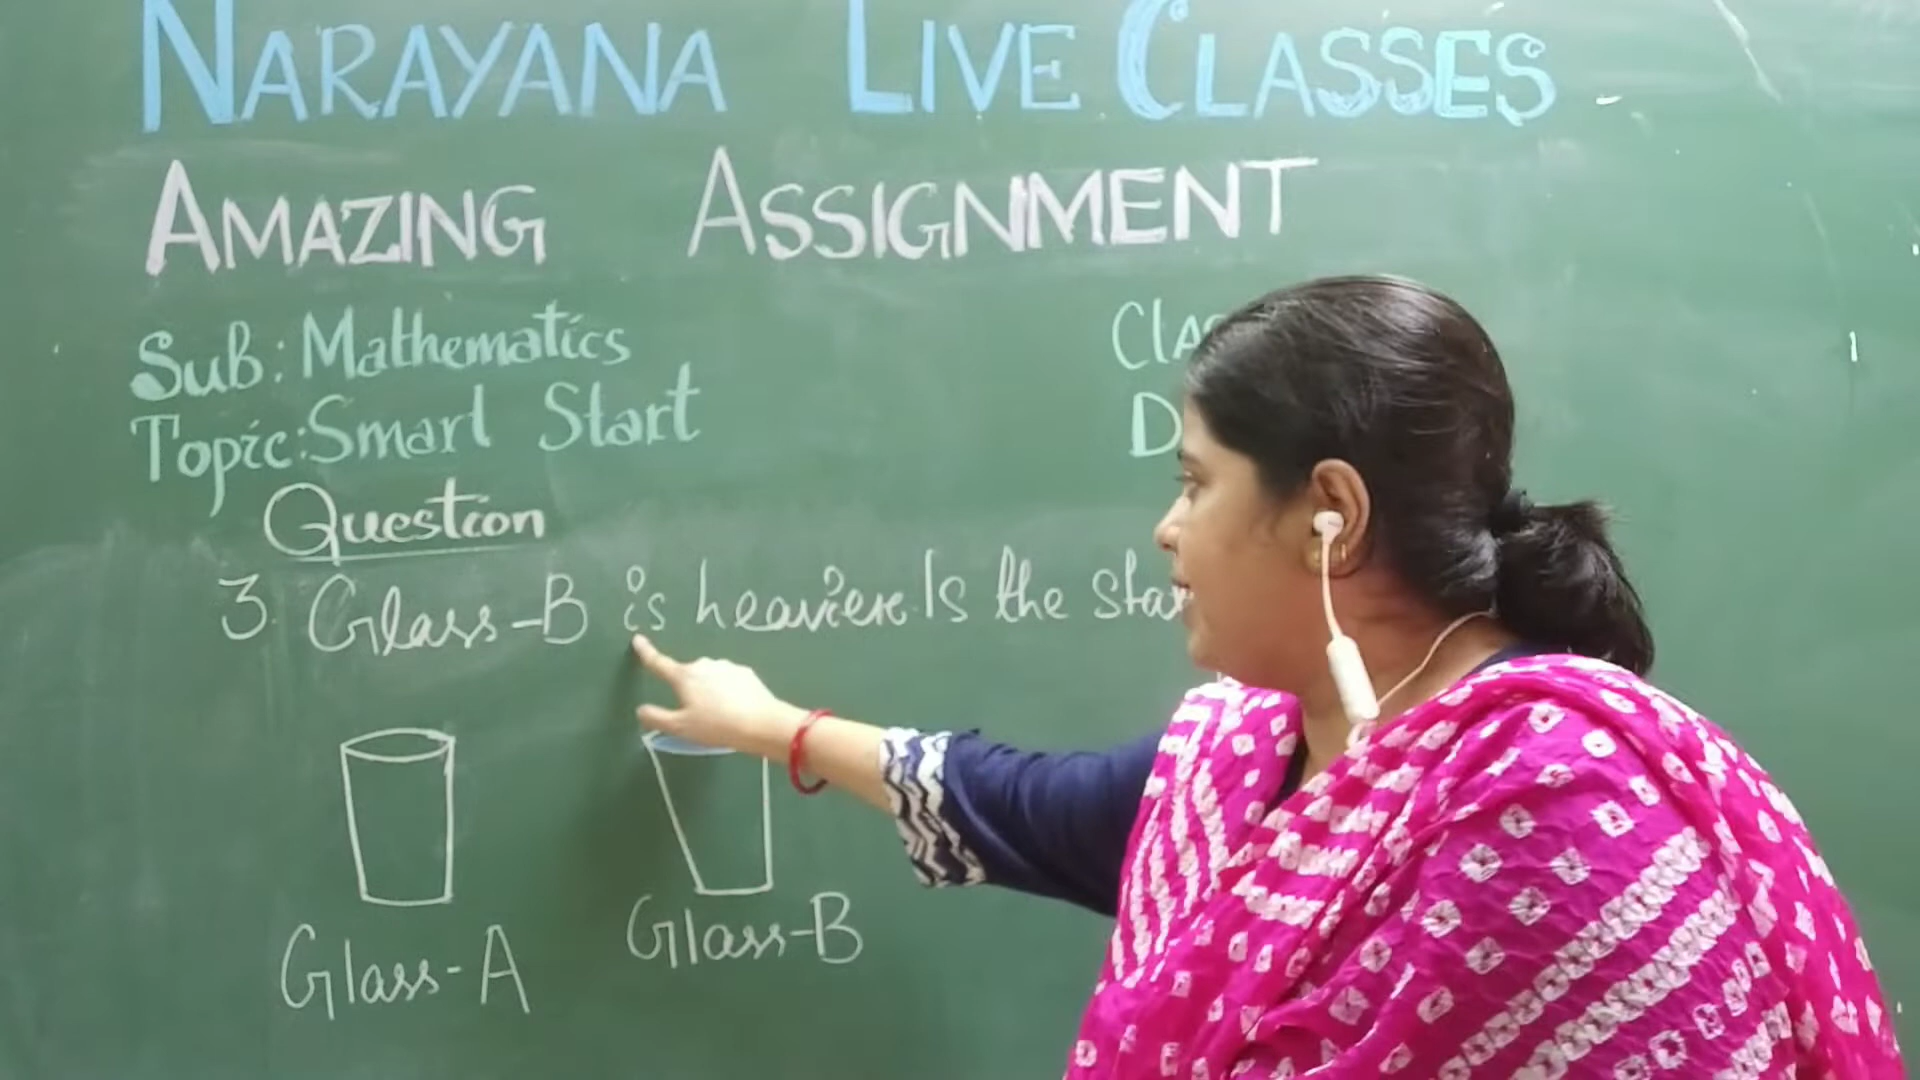 NARAYANA LIVE CLASSES
AMAZING ASSIGNMENT
Sub: Mathematics
Topic: Smart Start
Question
3. Glass-B is heavier. Is the
Glass-A
Glass-B